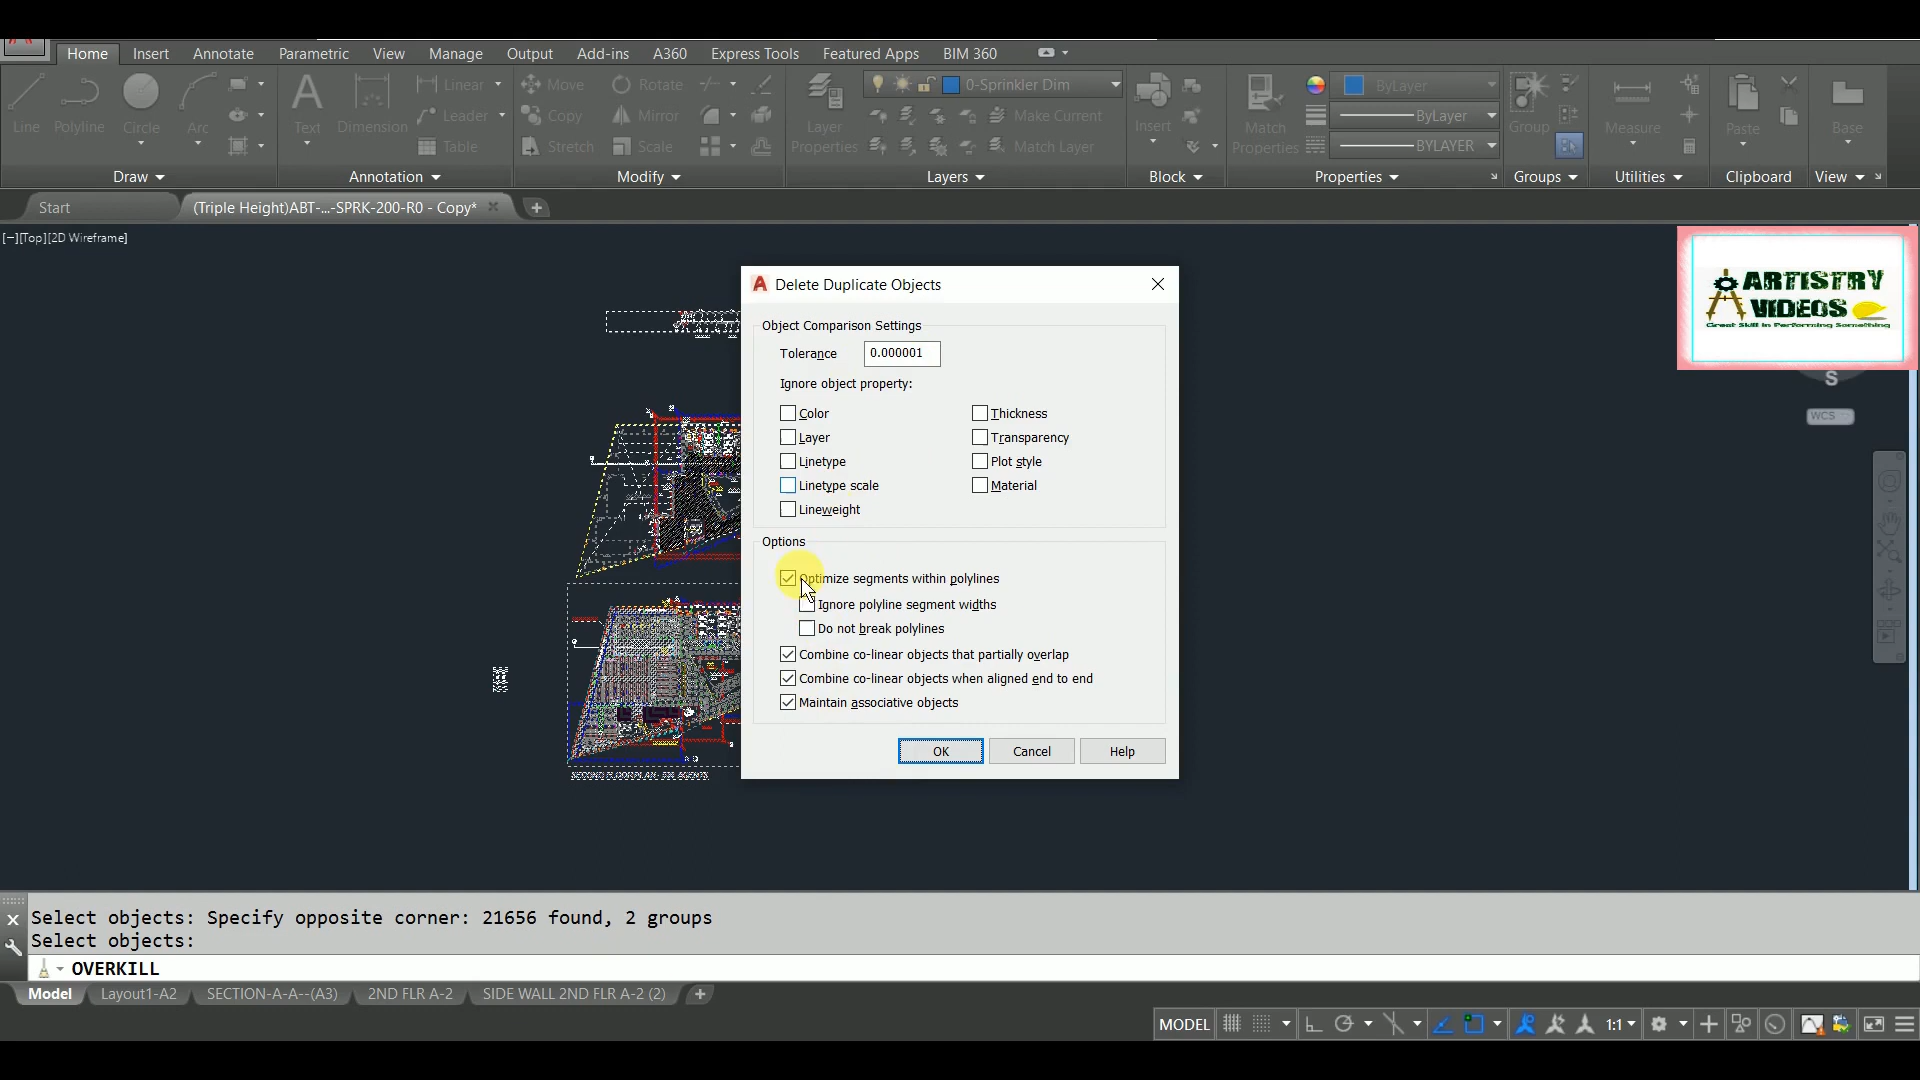 Home Insert Annotate Parametric View Manage Output Add-ins A360 Express Tools Featured Apps BIM 360
Linear Move Rotate 0-Sprinkler Dim ByLayer
Leader Copy Mirror Make Current ByLayer
Line Polyline Circle Arc Text Dimension Layer Insert Match Group Measure Paste Base
Table Stretch Scale Properties Match Layer Properties BYLAYER
Draw Annotation Modify Layers Block Properties Groups Utilities Clipboard View
Start (Triple Height)ABT-...-SPRK-200-R0 - Copy*
[−][Top][2D Wireframe]
ARTISTRY
VIDEOS
Great Skill in Performing Something
S
WCS
Delete Duplicate Objects
Object Comparison Settings
Tolerance 0.000001
Ignore object property:
Color Thickness
Layer Transparency
Linetype Plot style
Linetype scale Material
Lineweight
Options
Optimize segments within polylines
Ignore polyline segment widths
Do not break polylines
Combine co-linear objects that partially overlap
Combine co-linear objects when aligned end to end
Maintain associative objects
OK Cancel Help
Select objects: Specify opposite corner: 21656 found, 2 groups
Select objects:
OVERKILL
Model Layout1-A2 SECTION-A-A--(A3) 2ND FLR A-2 SIDE WALL 2ND FLR A-2 (2)
MODEL 1:1